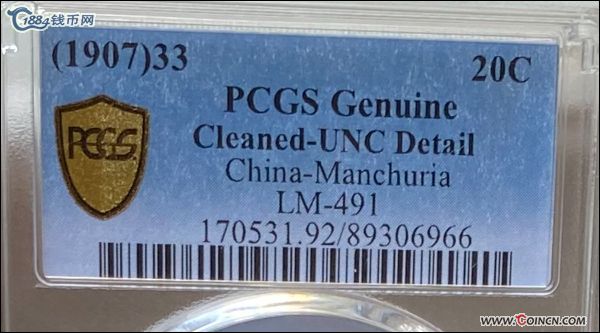 1884钱币网
(1907)33 20C
PCGS Genuine
Cleaned-UNC Detail
China-Manchuria
LM-491
170531.92/89306966
PCGS
www.COINCN.com